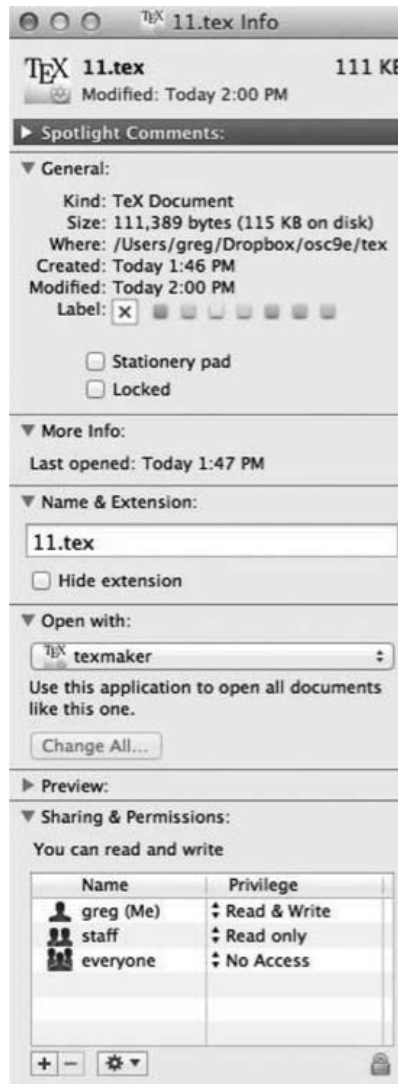 TEX 11.tex Info
TEX 11.tex 111 KB
Modified: Today 2:00 PM
Spotlight Comments:
General:
Kind: TeX Document
Size: 111,389 bytes (115 KB on disk)
Where: /Users/greg/Dropbox/osc9e/tex
Created: Today 1:46 PM
Modified: Today 2:00 PM
Label:
Stationery pad
Locked
More Info:
Last opened: Today 1:47 PM
Name & Extension:
11.tex
Hide extension
Open with:
TEX texmaker
Use this application to open all documents
like this one.
Change All...
Preview:
Sharing & Permissions:
You can read and write
Name Privilege
greg (Me) Read & Write
staff Read only
everyone No Access